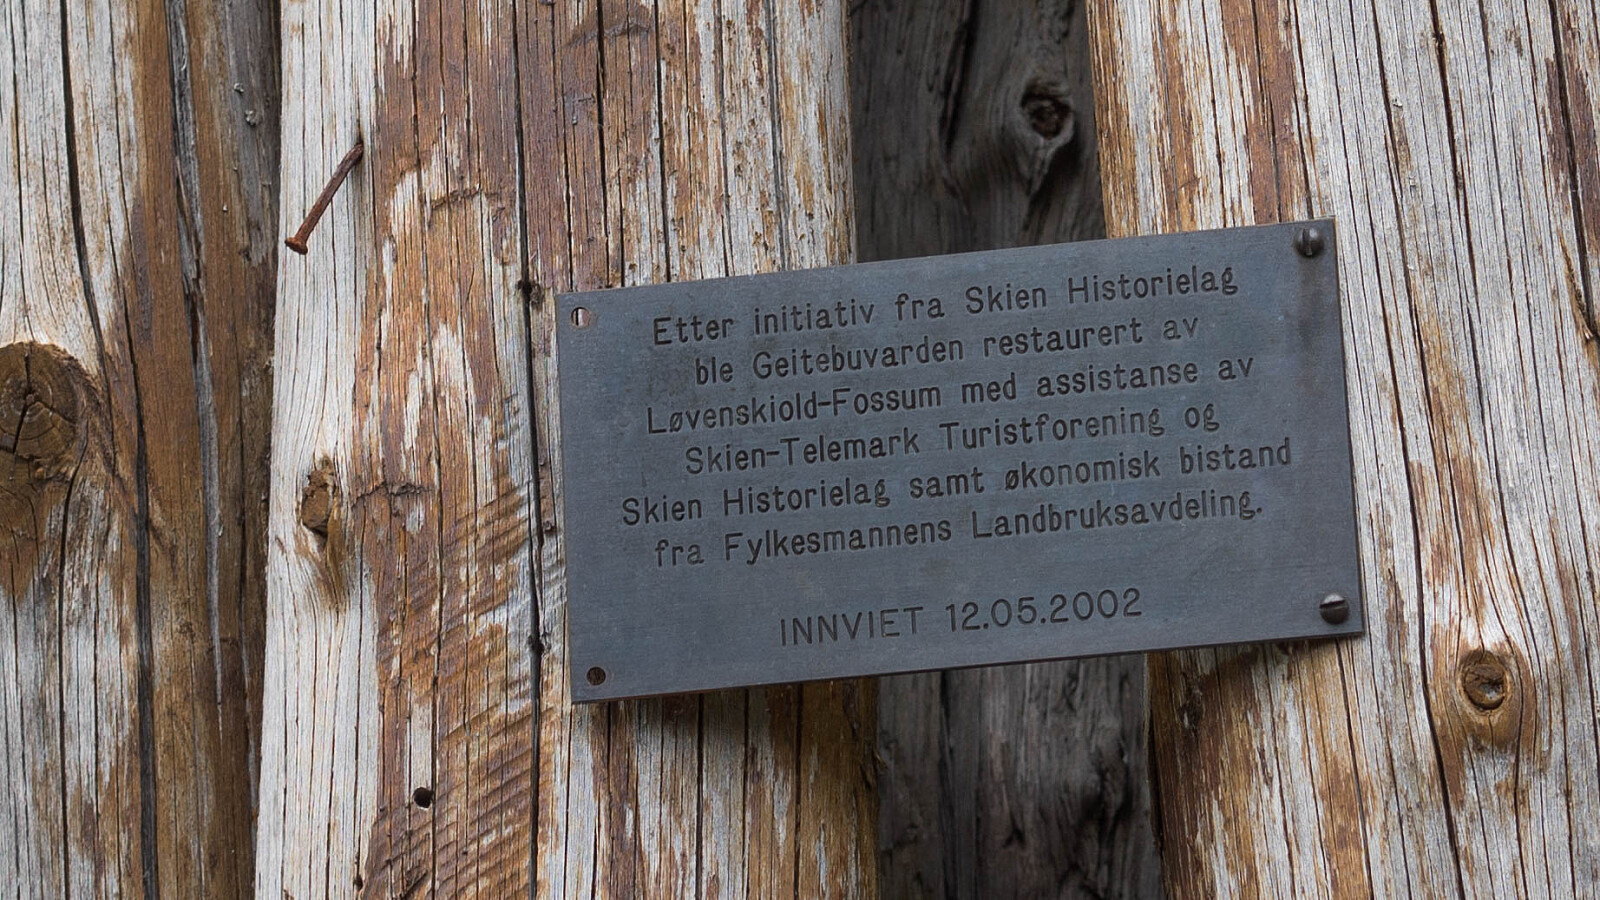 Etter initiativ fra Skien Historielag
ble Geitebuvarden restaurert av
Løvenskiold-Fossum med assistanse av
Skien-Telemark Turistforening og
Skien Historielag samt økonomisk bistand
fra Fylkesmannens Landbruksavdeling.
INNVIET 12.05.2002